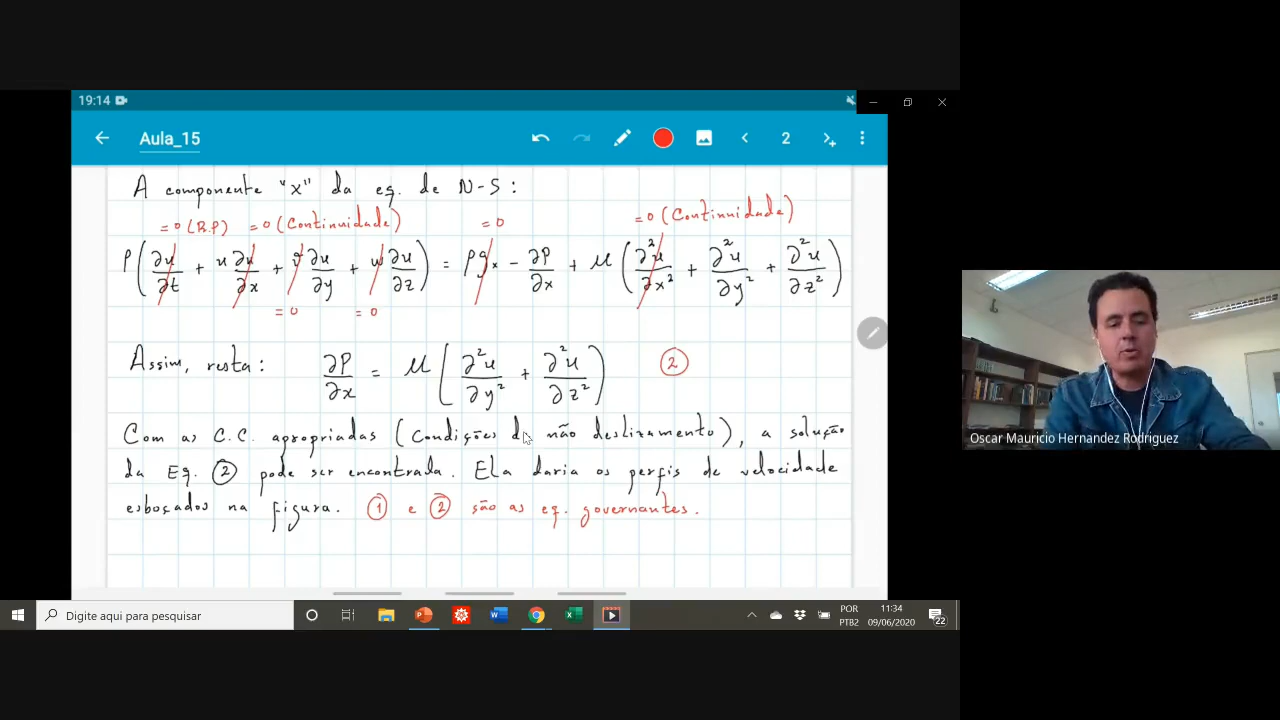 19:14
Aula_15
2
A componente "x" da eq. de N-S:
=0 (R.P) =0 (Continuidade) =0 =0 (Continuidade)
ρ(∂u/∂t + u ∂u/∂x + v ∂u/∂y + w ∂u/∂z) = ρgx - ∂P/∂x + μ(∂²u/∂x² + ∂²u/∂y² + ∂²u/∂z²)
=0 =0
Assim, resta: ∂P/∂x = μ(∂²u/∂y² + ∂²u/∂z²) ②
Com as C.C. apropriadas (Condições de não deslizamento), a solução
da Eq. ② pode ser encontrada. Ela daria os perfis de velocidade
esboçados na figura. ① e ② são as eq. governantes.
Oscar Mauricio Hernandez Rodriguez
Digite aqui para pesquisar
POR
PTB2
11:34
09/06/2020
22